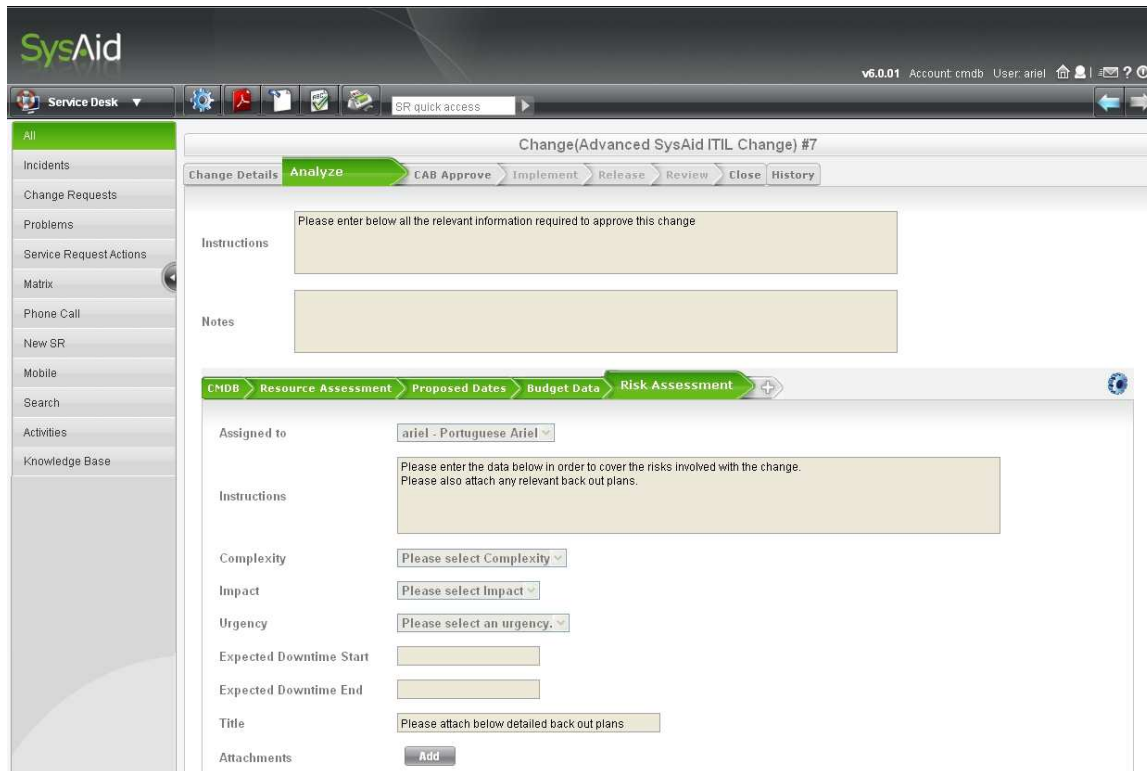 SysAid
v6.0.01 Account: cmdb User: ariel
Service Desk
SR quick access
All
Incidents
Change Requests
Problems
Service Request Actions
Matrix
Phone Call
New SR
Mobile
Search
Activities
Knowledge Base
Change(Advanced SysAid ITIL Change) #7
Change Details Analyze CAB Approve Implement Release Review Close History
Instructions
Please enter below all the relevant information required to approve this change
Notes
CMDB Resource Assessment Proposed Dates Budget Data Risk Assessment
Assigned to ariel - Portuguese Ariel
Instructions
Please enter the data below in order to cover the risks involved with the change.
Please also attach any relevant back out plans.
Complexity Please select Complexity
Impact Please select Impact
Urgency Please select an urgency.
Expected Downtime Start
Expected Downtime End
Title Please attach below detailed back out plans
Attachments Add